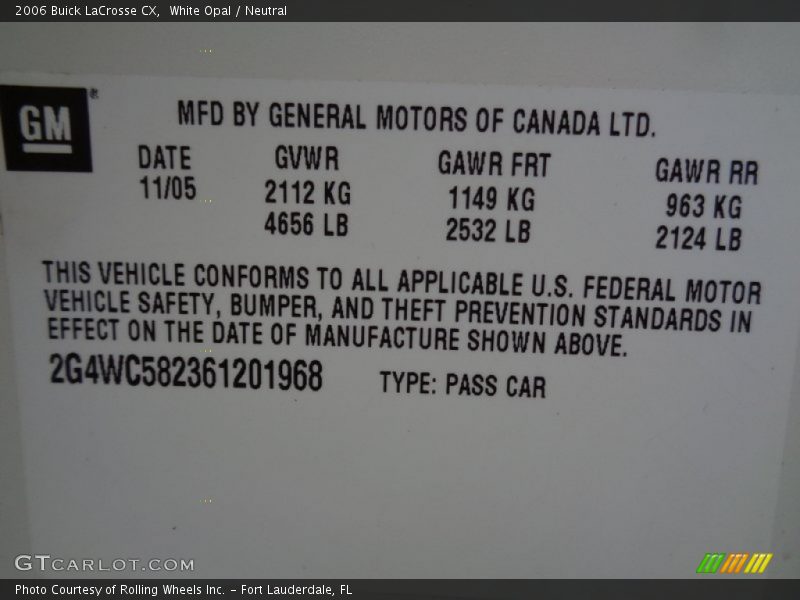 2006 Buick LaCrosse CX, White Opal / Neutral
GM®
MFD BY GENERAL MOTORS OF CANADA LTD.
DATE GVWR GAWR FRT GAWR RR
11/05 2112 KG 1149 KG 963 KG
4656 LB 2532 LB 2124 LB
THIS VEHICLE CONFORMS TO ALL APPLICABLE U.S. FEDERAL MOTOR
VEHICLE SAFETY, BUMPER, AND THEFT PREVENTION STANDARDS IN
EFFECT ON THE DATE OF MANUFACTURE SHOWN ABOVE.
2G4WC582361201968 TYPE: PASS CAR
GTCARLOT.COM
Photo Courtesy of Rolling Wheels Inc. – Fort Lauderdale, FL